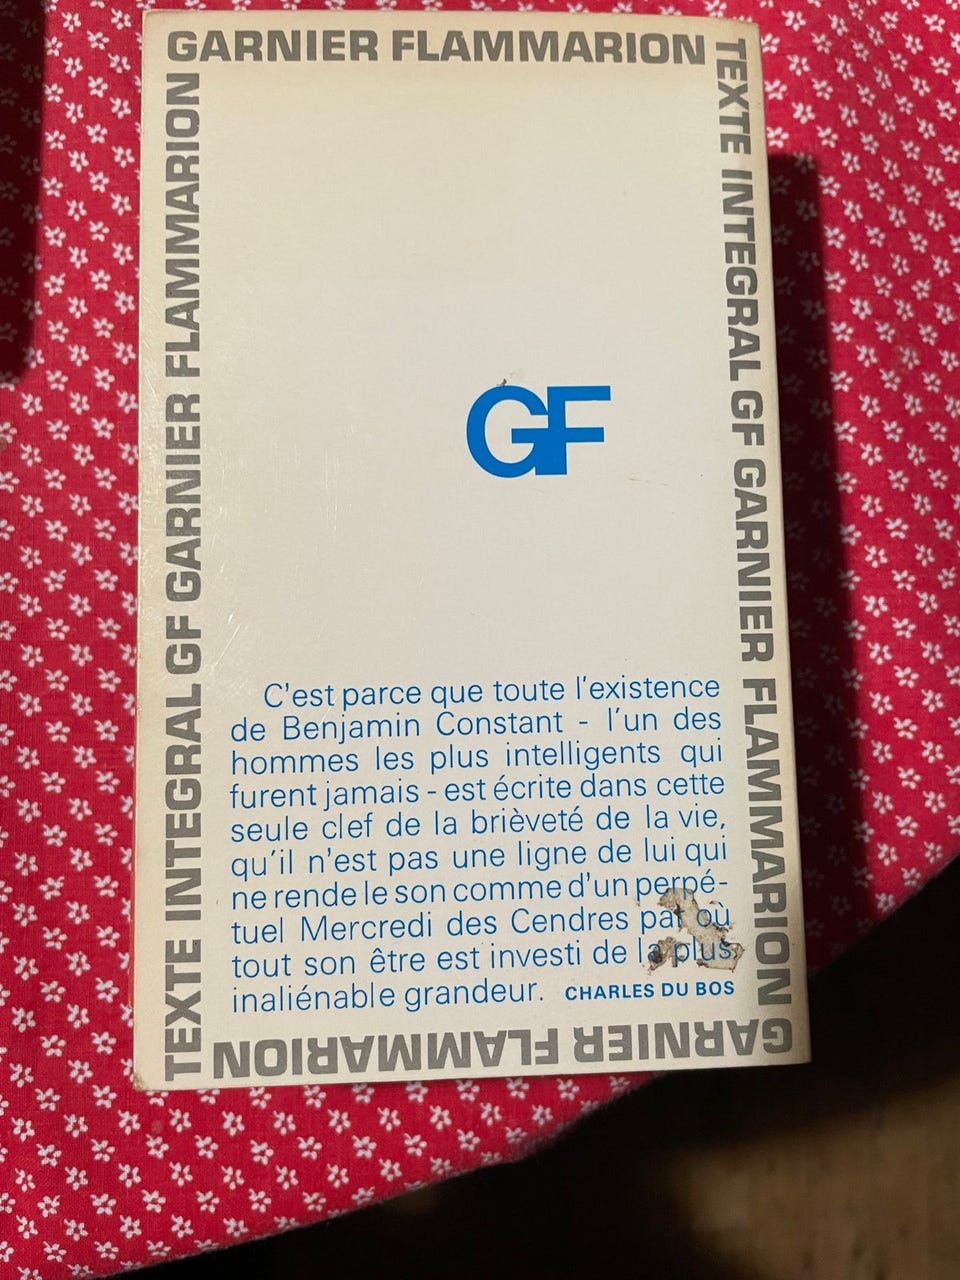 GARNIER FLAMMARION
TEXTE INTEGRAL GF GARNIER FLAMMARION
GF
C'est parce que toute l'existence
de Benjamin Constant - l'un des
hommes les plus intelligents qui
furent jamais - est écrite dans cette
seule clef de la brièveté de la vie,
qu'il n'est pas une ligne de lui qui
ne rende le son comme d'un perpé-
tuel Mercredi des Cendres par où
tout son être est investi de la plus
inaliénable grandeur. CHARLES DU BOS
GARNIER FLAMMARION
TEXTE INTEGRAL GF GARNIER FLAMMARION